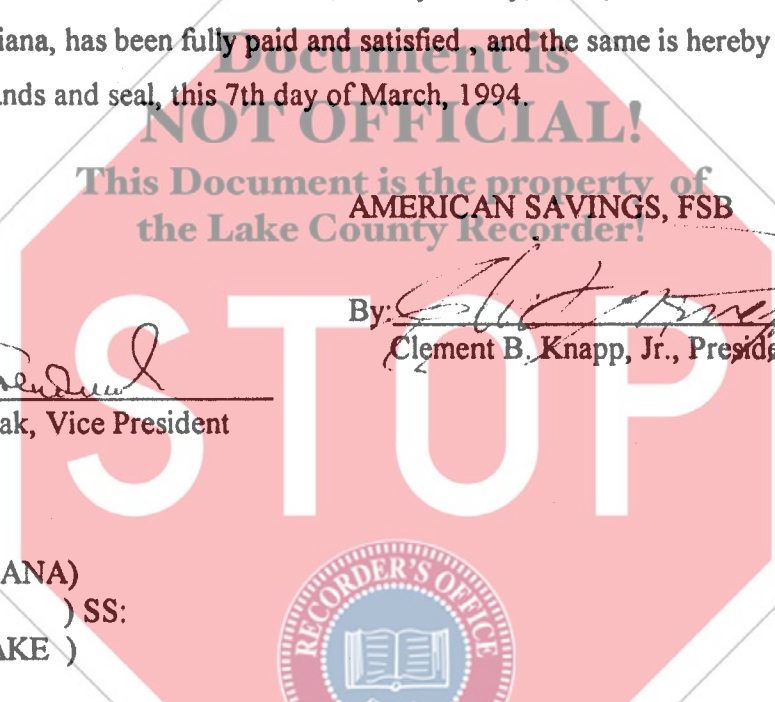 iana, has been fully paid and satisfied , and the same is hereby
ands and seal, this 7th day of March, 1994.
Document is
NOT OFFICIAL!
This Document is the property of
the Lake County Recorder!
AMERICAN SAVINGS, FSB
By:
Clement B. Knapp, Jr., Preside
ak, Vice President
STOP
ANA)
) SS:
AKE )
RECORDER'S OFFICE